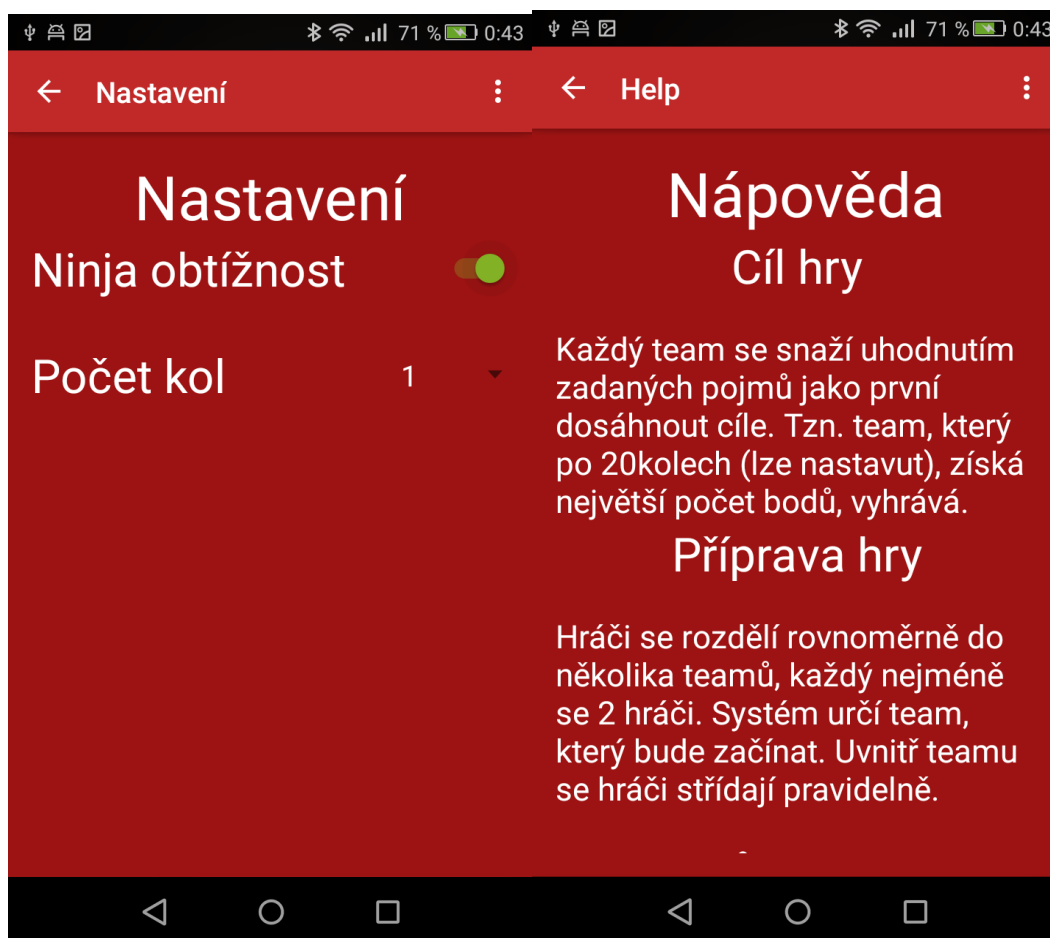 71 % 0:43
Nastavení
Nastavení
Ninja obtížnost
Počet kol 1
71 % 0:43
Help
Nápověda
Cíl hry
Každý team se snaží uhodnutím
zadaných pojmů jako první
dosáhnout cíle. Tzn. team, který
po 20kolech (lze nastavut), získá
největší počet bodů, vyhrává.
Příprava hry
Hráči se rozdělí rovnoměrně do
několika teamů, každý nejméně
se 2 hráči. Systém určí team,
který bude začínat. Uvnitř teamu
se hráči střídají pravidelně.